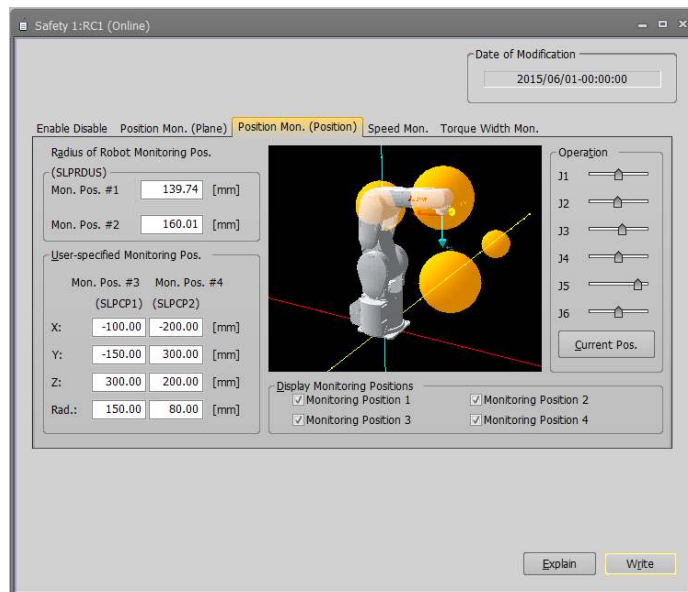 Safety 1:RC1 (Online)
Date of Modification
2015/06/01-00:00:00
Enable Disable Position Mon. (Plane) Position Mon. (Position) Speed Mon. Torque Width Mon.
Radius of Robot Monitoring Pos.
(SLPRDUS)
Mon. Pos. #1 139.74 [mm]
Mon. Pos. #2 160.01 [mm]
User-specified Monitoring Pos.
Mon. Pos. #3 Mon. Pos. #4
(SLPCP1) (SLPCP2)
X: -100.00 -200.00 [mm]
Y: -150.00 300.00 [mm]
Z: 300.00 200.00 [mm]
Rad.: 150.00 80.00 [mm]
Operation
J1
J2
J3
J4
J5
J6
Current Pos.
Display Monitoring Positions
Monitoring Position 1 Monitoring Position 2
Monitoring Position 3 Monitoring Position 4
Explain Write